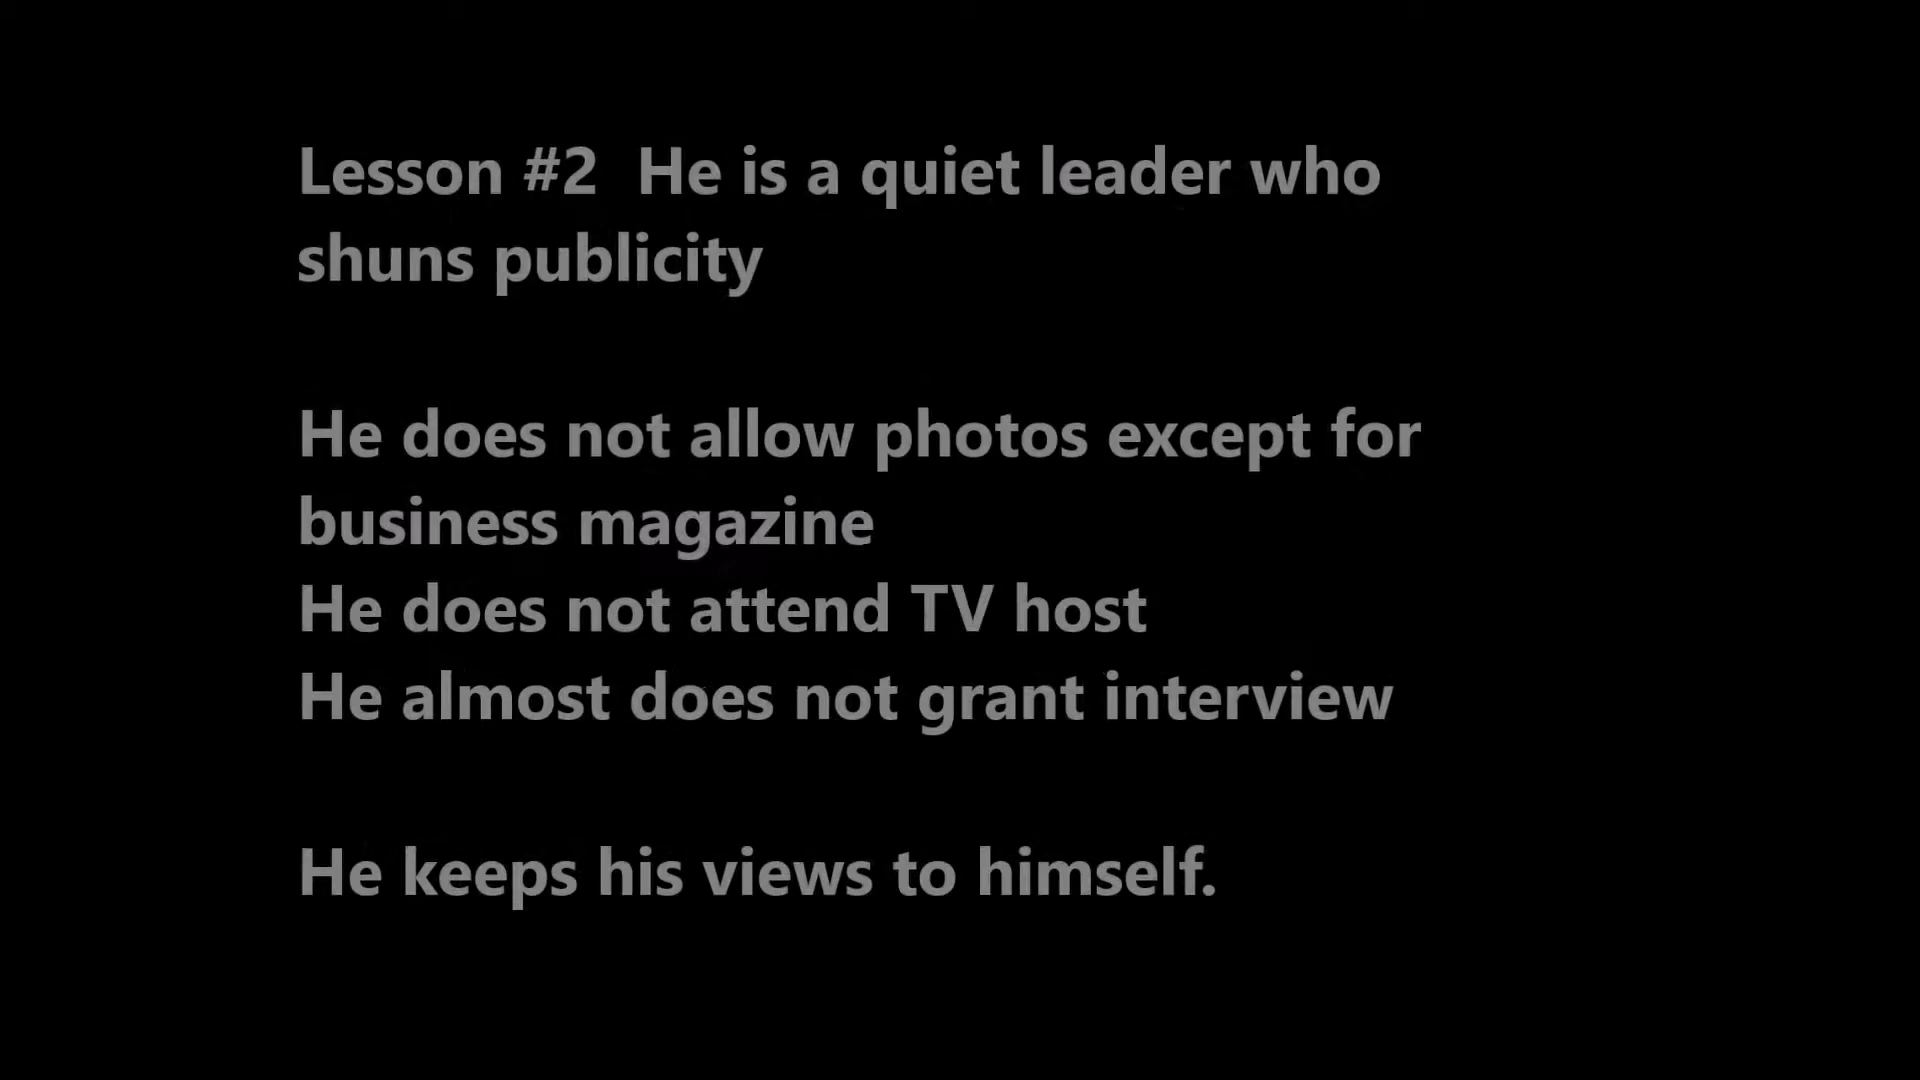 Lesson #2  He is a quiet leader who
shuns publicity
He does not allow photos except for
business magazine
He does not attend TV host
He almost does not grant interview
He keeps his views to himself.